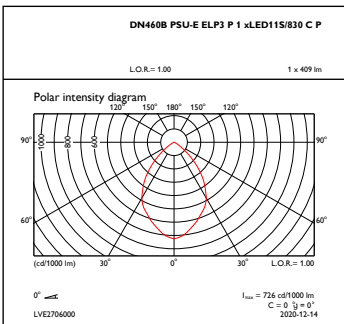 DN460B PSU-E ELP3 P 1 xLED11S/830 C P
L.O.R.= 1.00 1 x 409 lm
Polar intensity diagram
120° 150° 180° 150° 120°
90° 1000 800 600 90°
60° 60°
(cd/1000 lm) 30° 0° 30° L.O.R.= 1.00
0° Imax = 726 cd/1000 lm
C = 0 °g = 0°
LVE2706000 2020-12-14